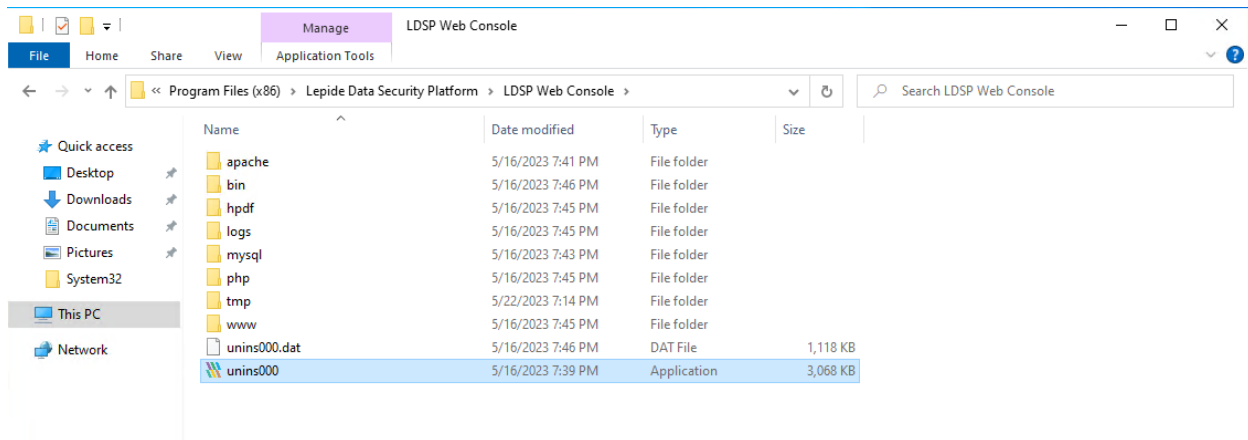 Manage LDSP Web Console
File Home Share View Application Tools
« Program Files (x86) › Lepide Data Security Platform › LDSP Web Console › Search LDSP Web Console
Name Date modified Type Size
Quick access
Desktop
Downloads
Documents
Pictures
System32
This PC
Network
apache 5/16/2023 7:41 PM File folder
bin 5/16/2023 7:46 PM File folder
hpdf 5/16/2023 7:45 PM File folder
logs 5/16/2023 7:45 PM File folder
mysql 5/16/2023 7:43 PM File folder
php 5/16/2023 7:45 PM File folder
tmp 5/22/2023 7:14 PM File folder
www 5/16/2023 7:45 PM File folder
unins000.dat 5/16/2023 7:46 PM DAT File 1,118 KB
unins000 5/16/2023 7:39 PM Application 3,068 KB